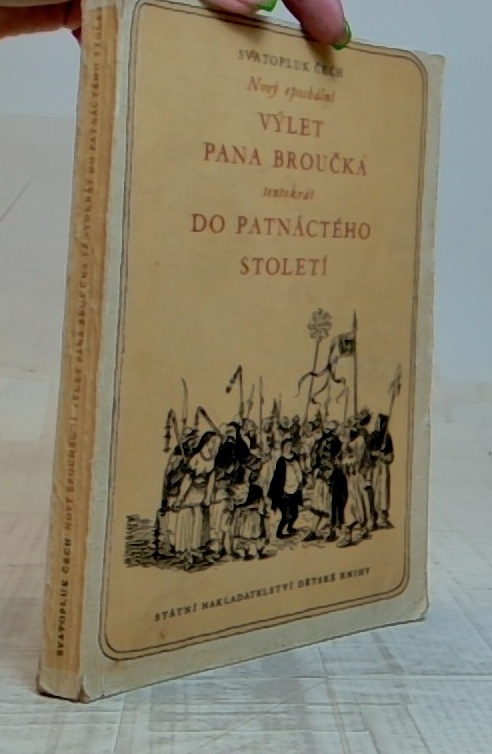 SVATOPLUK ČECH
Nový epochální
VÝLET
PANA BROUČKA
tentokrát
DO PATNÁCTÉHO
STOLETÍ
STÁTNÍ NAKLADATELSTVÍ DĚTSKÉ KNIHY
SVATOPLUK ČECH NOVÝ EPOCHÁLNÍ VÝLET PANA BROUČKA TENTOKRÁT DO PATNÁCTÉHO STOLETÍ